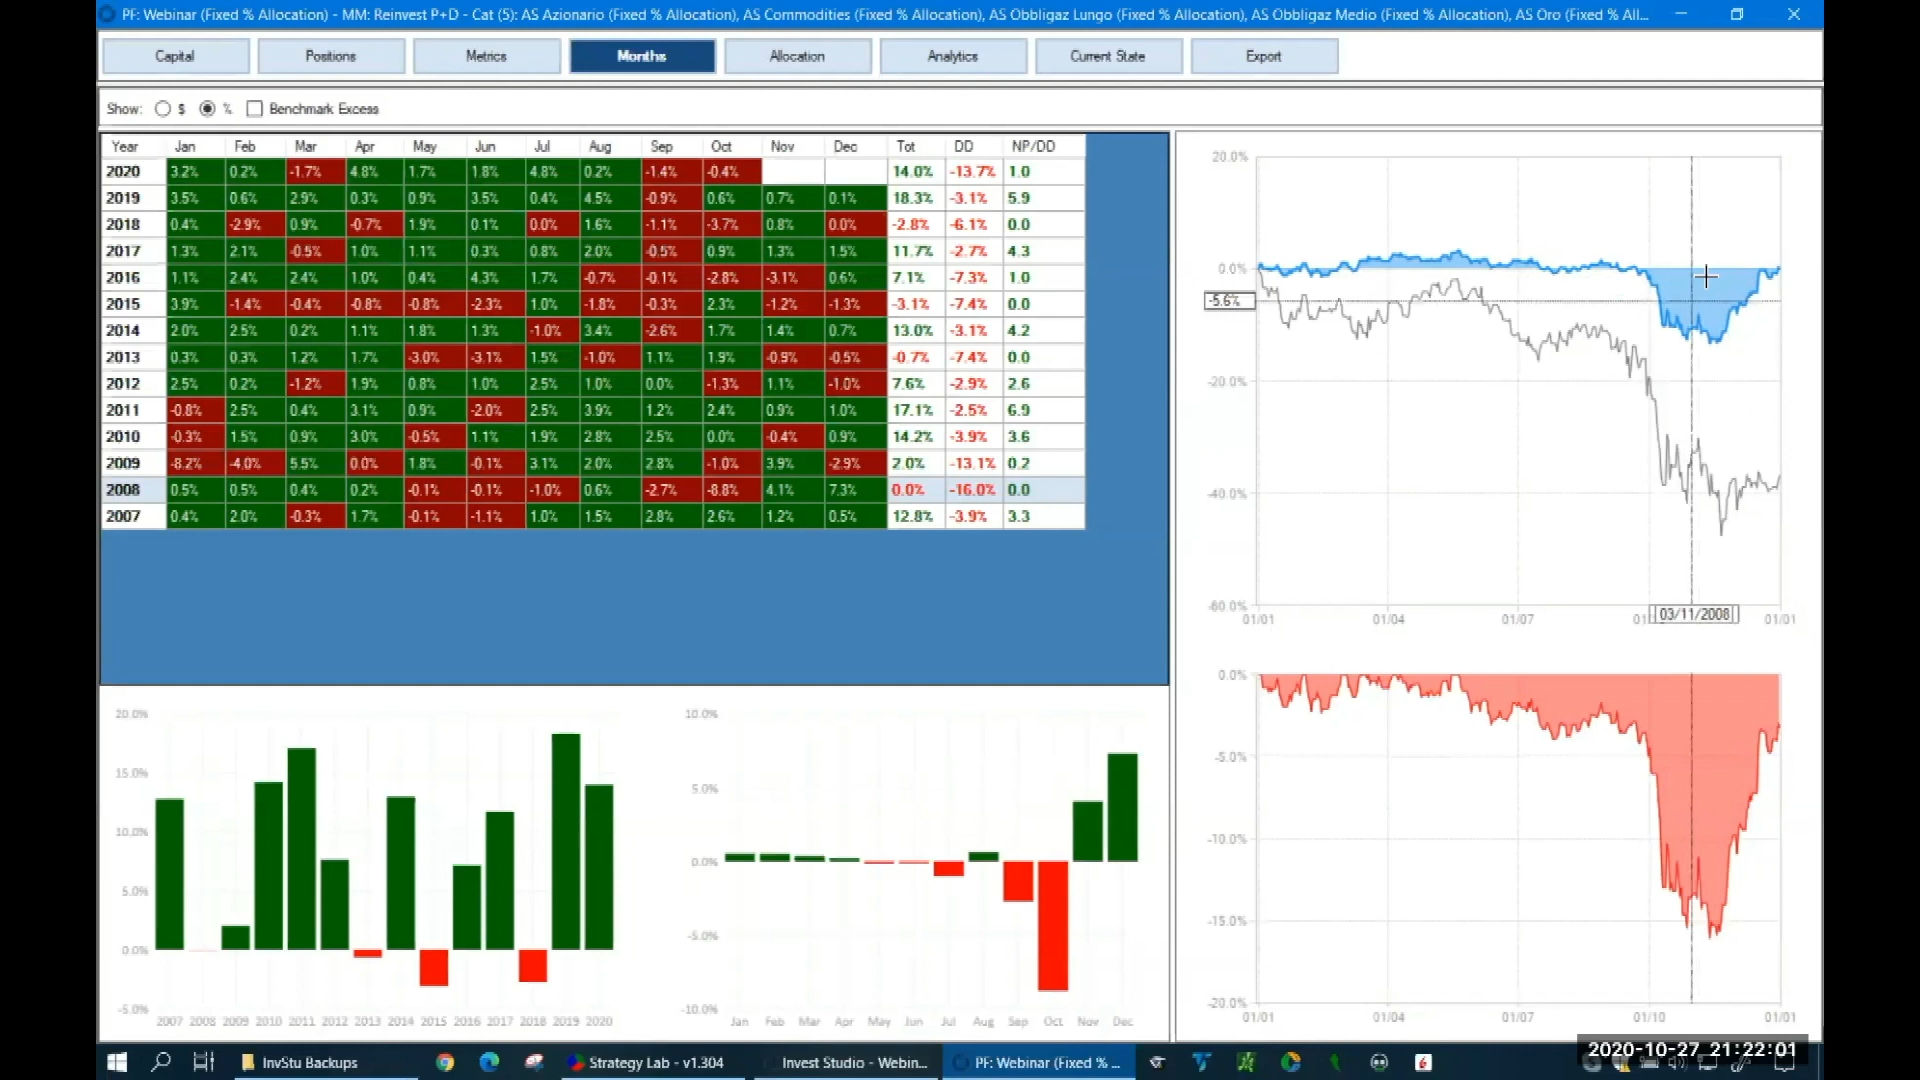 PF: Webinar (Fixed % Allocation) - MM: Reinvest P+D - Cat (5): AS Azionario (Fixed % Allocation), AS Commodities (Fixed % Allocation), AS Obbligaz Lungo (Fixed % Allocation), AS Obbligaz Medio (Fixed % Allocation), AS Oro (Fixed % All...
Capital Positions Metrics Months Allocation Analytics Current State Export
Show: $ % Benchmark Excess
Year Jan Feb Mar Apr May Jun Jul Aug Sep Oct Nov Dec Tot DD NP/DD
2020 3.2% 0.2% -1.7% 4.8% 1.7% 1.8% 4.8% 0.2% -1.4% -0.4% 14.0% -13.7% 1.0
2019 3.5% 0.6% 2.9% 0.3% 0.9% 3.5% 0.4% 4.5% -0.9% 0.6% 0.7% 0.1% 18.3% -3.1% 5.9
2018 0.4% -2.9% 0.9% -0.7% 1.9% 0.1% 0.0% 1.6% -1.1% -3.7% 0.8% 0.0% -2.8% -6.1% 0.0
2017 1.3% 2.1% -0.5% 1.0% 1.1% 0.3% 0.8% 2.0% -0.5% 0.9% 1.3% 1.5% 11.7% -2.7% 4.3
2016 1.1% 2.4% 2.4% 1.0% 0.4% 4.3% 1.7% -0.7% -0.1% -2.8% -3.1% 0.6% 7.1% -7.3% 1.0
2015 3.9% -1.4% -0.4% -0.8% -0.8% -2.3% 1.0% -1.8% -0.3% 2.3% -1.2% -1.3% -3.1% -7.4% 0.0
2014 2.0% 2.5% 0.2% 1.1% 1.8% 1.3% -1.0% 3.4% -2.6% 1.7% 1.4% 0.7% 13.0% -3.1% 4.2
2013 0.3% 0.3% 1.2% 1.7% -3.0% -3.1% 1.5% -1.0% 1.1% 1.9% -0.9% -0.5% -0.7% -7.4% 0.0
2012 2.5% 0.2% -1.2% 1.9% 0.8% 1.0% 2.5% 1.0% 0.0% -1.3% 1.1% -1.0% 7.6% -2.9% 2.6
2011 -0.8% 2.5% 0.4% 3.1% 0.9% -2.0% 2.5% 3.9% 1.2% 2.4% 0.9% 1.0% 17.1% -2.5% 6.9
2010 -0.3% 1.5% 0.9% 3.0% -0.5% 1.1% 1.9% 2.8% 2.5% 0.0% -0.4% 0.9% 14.2% -3.9% 3.6
2009 -8.2% -4.0% 5.5% 0.0% 1.8% -0.1% 3.1% 2.0% 2.8% -1.0% 3.9% -2.9% 2.0% -13.1% 0.2
2008 0.5% 0.5% 0.4% 0.2% -0.1% -0.1% -1.0% 0.6% -2.7% -8.8% 4.1% 7.3% 0.0% -16.0% 0.0
2007 0.4% 2.0% -0.3% 1.7% -0.1% -1.1% 1.0% 1.5% 2.8% 2.6% 1.2% 0.5% 12.8% -3.9% 3.3
20.0%
0.0%
-5.6%
-20.0%
-40.0%
-60.0%
03/11/2008
01/01 01/04 01/07 01/01
20.0%
15.0%
10.0%
5.0%
0.0%
-5.0%
2007 2008 2009 2010 2011 2012 2013 2014 2015 2016 2017 2018 2019 2020
10.0%
5.0%
0.0%
-5.0%
-10.0%
Jan Feb Mar Apr May Jun Jul Aug Sep Oct Nov Dec
0.0%
-5.0%
-10.0%
-15.0%
-20.0%
01/01 01/04 01/07 01/10 01/01
InvStu Backups Strategy Lab - v1.304 Invest Studio - Webin... PF: Webinar (Fixed % ... 6
2020-10-27 21:22:01